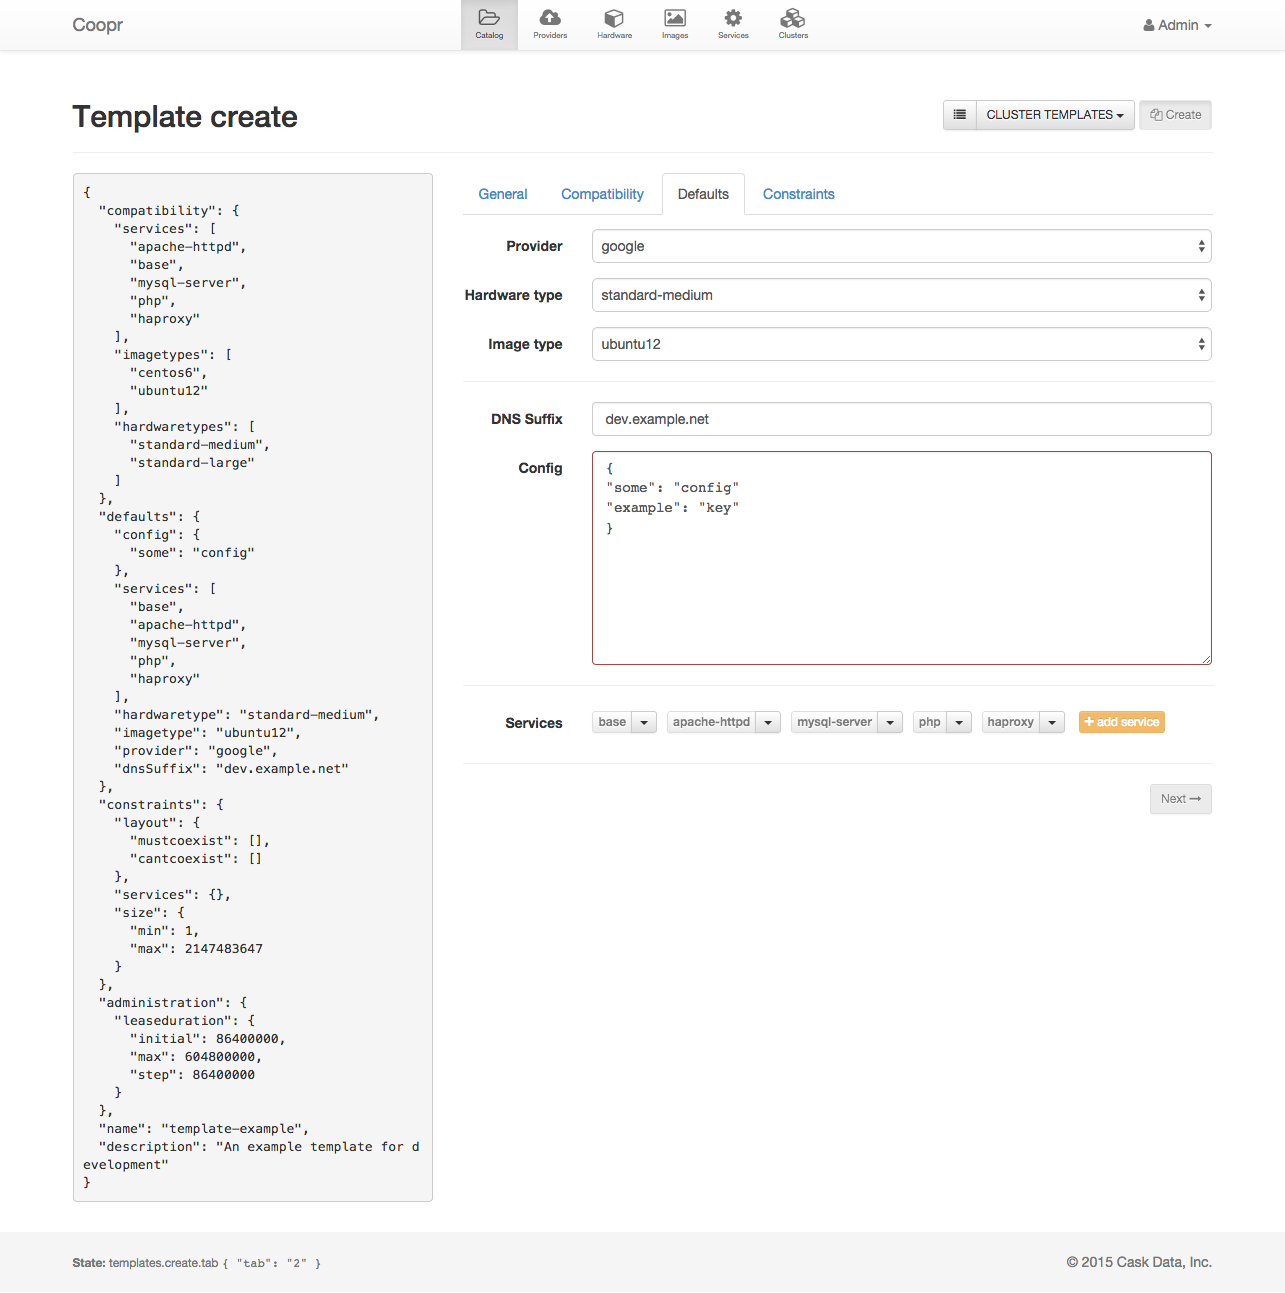 Coopr
Catalog
Providers
Hardware
Images
Services
Clusters
Admin
Template create
CLUSTER TEMPLATES
Create
{
  "compatibility": {
    "services": [
      "apache-httpd",
      "base",
      "mysql-server",
      "php",
      "haproxy"
    ],
    "imagetypes": [
      "centos6",
      "ubuntu12"
    ],
    "hardwaretypes": [
      "standard-medium",
      "standard-large"
    ]
  },
  "defaults": {
    "config": {
      "some": "config"
    },
    "services": [
      "base",
      "apache-httpd",
      "mysql-server",
      "php",
      "haproxy"
    ],
    "hardwaretype": "standard-medium",
    "imagetype": "ubuntu12",
    "provider": "google",
    "dnsSuffix": "dev.example.net"
  },
  "constraints": {
    "layout": {
      "mustcoexist": [],
      "cantcoexist": []
    },
    "services": {},
    "size": {
      "min": 1,
      "max": 2147483647
    }
  },
  "administration": {
    "leaseduration": {
      "initial": 86400000,
      "max": 604800000,
      "step": 86400000
    }
  },
  "name": "template-example",
  "description": "An example template for d
evelopment"
}
General
Compatibility
Defaults
Constraints
Provider
google
Hardware type
standard-medium
Image type
ubuntu12
DNS Suffix
dev.example.net
Config
{
"some": "config"
"example": "key"
}
Services
base
apache-httpd
mysql-server
php
haproxy
+ add service
Next →
State: templates.create.tab { "tab": "2" }
© 2015 Cask Data, Inc.